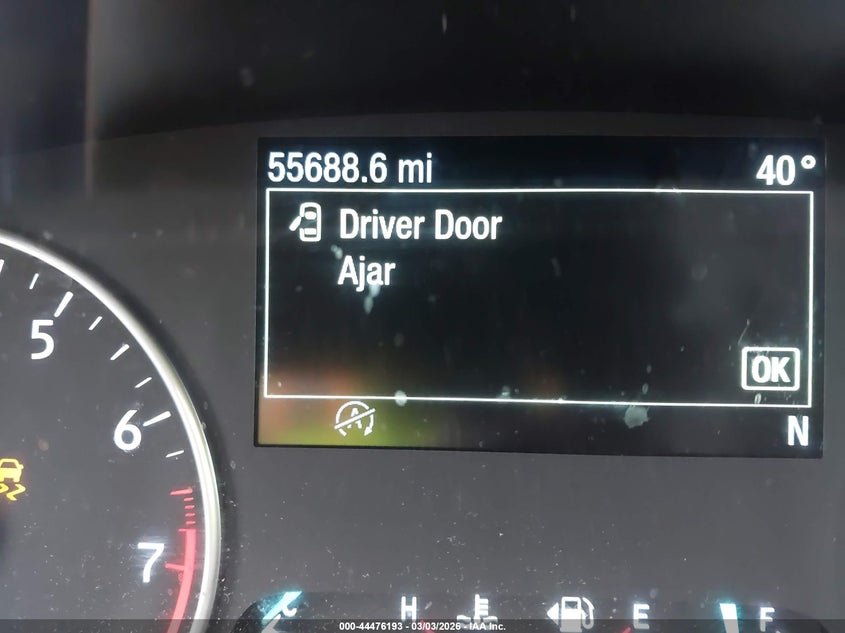 55688.6 mi 40°
Driver Door
Ajar
OK
N
5
6
7
A
H E F
000-44476193 - 03/03/2026 - IAA Inc.